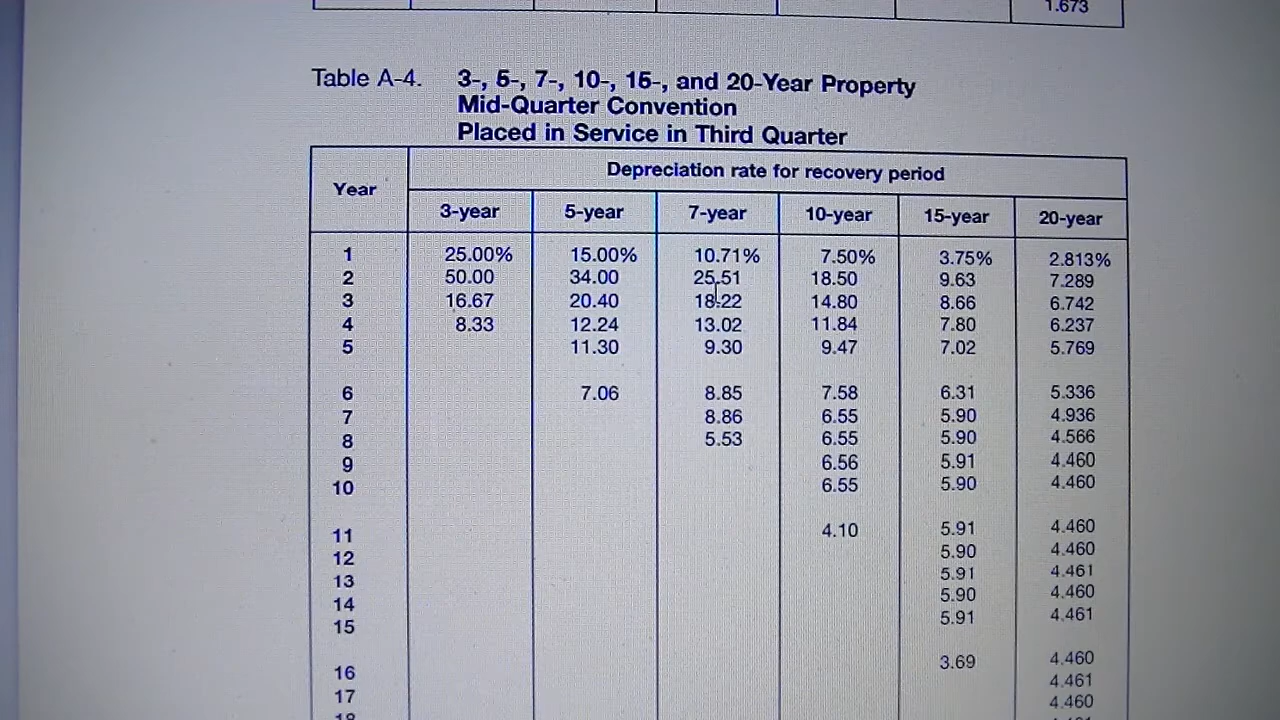 1.673
Table A-4. 3-, 5-, 7-, 10-, 15-, and 20-Year Property
Mid-Quarter Convention
Placed in Service in Third Quarter
Year Depreciation rate for recovery period
3-year 5-year 7-year 10-year 15-year 20-year
1 25.00% 15.00% 10.71% 7.50% 3.75% 2.813%
2 50.00 34.00 25.51 18.50 9.63 7.289
3 16.67 20.40 18.22 14.80 8.66 6.742
4 8.33 12.24 13.02 11.84 7.80 6.237
5 11.30 9.30 9.47 7.02 5.769
6 7.06 8.85 7.58 6.31 5.336
7 8.86 6.55 5.90 4.936
8 5.53 6.55 5.90 4.566
9 6.56 5.91 4.460
10 6.55 5.90 4.460
11 4.10 5.91 4.460
12 5.90 4.460
13 5.91 4.461
14 5.90 4.460
15 5.91 4.461
16 3.69 4.460
17 4.461
4.460